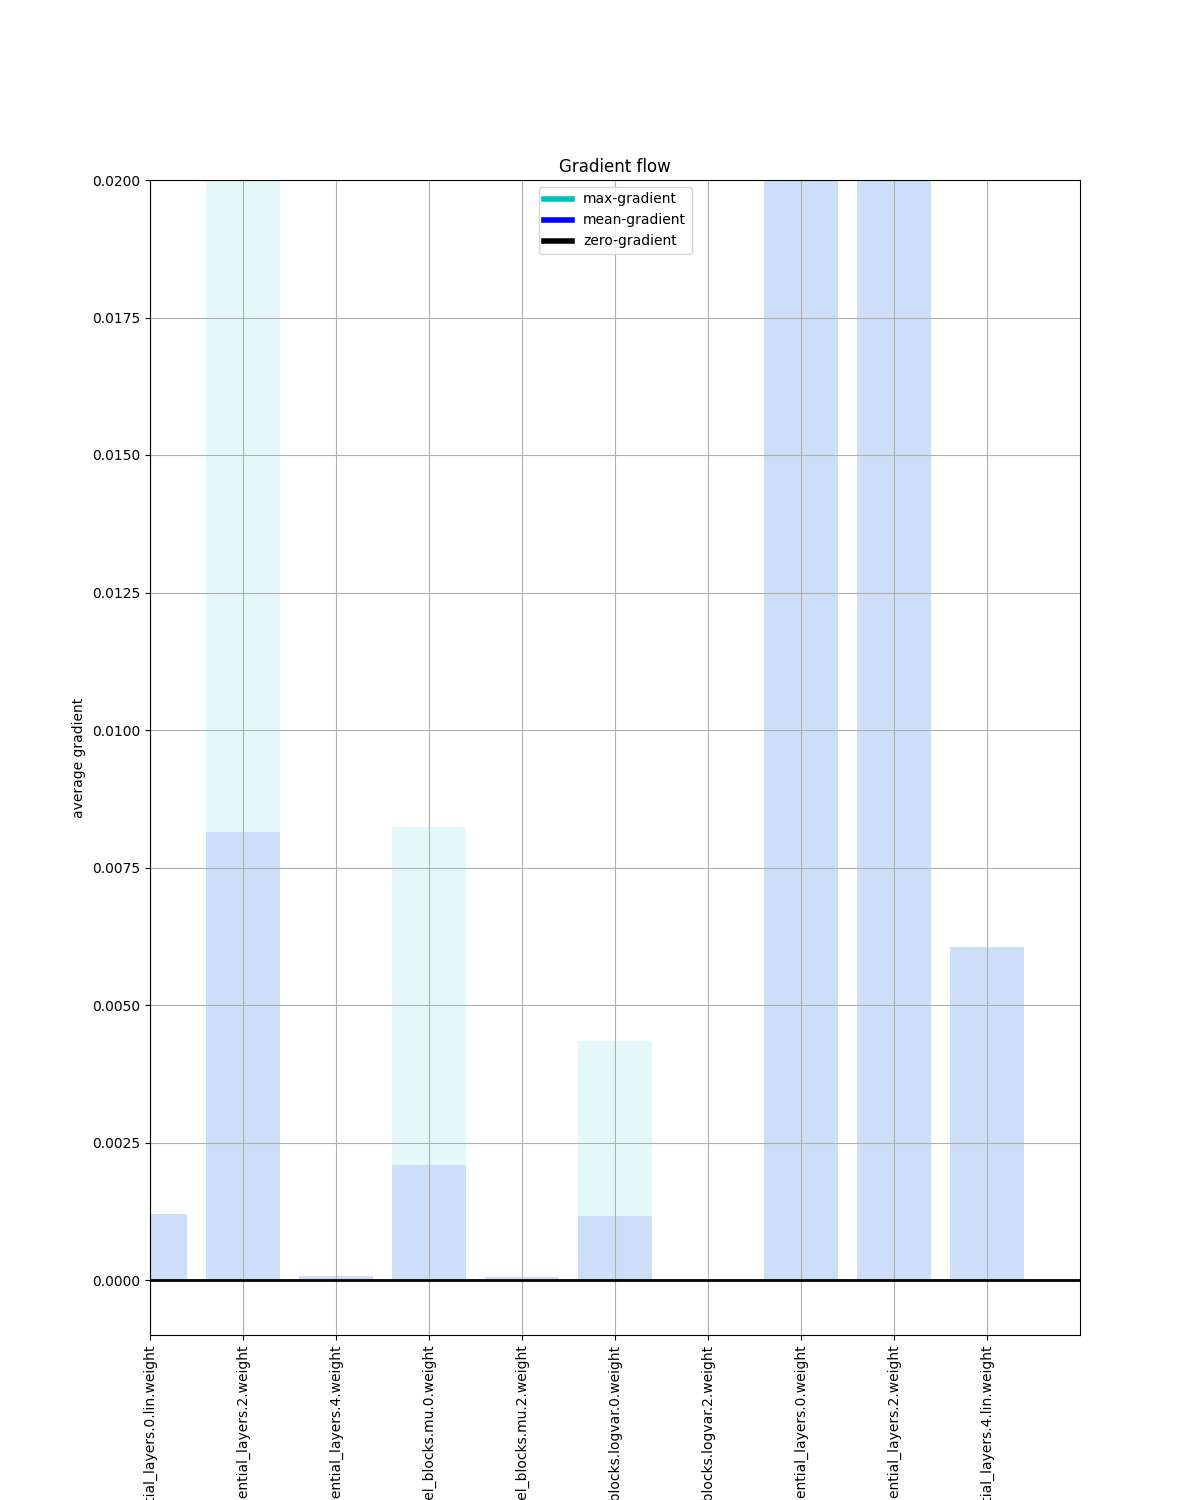 Gradient flow
max-gradient
mean-gradient
zero-gradient
0.0200
0.0175
0.0150
0.0125
0.0100
0.0075
0.0050
0.0025
0.0000
average gradient
tial_layers.0.lin.weight
ential_layers.2.weight
ential_layers.4.weight
el_blocks.mu.0.weight
el_blocks.mu.2.weight
blocks.logvar.0.weight
blocks.logvar.2.weight
ential_layers.0.weight
ential_layers.2.weight
tial_layers.4.lin.weight